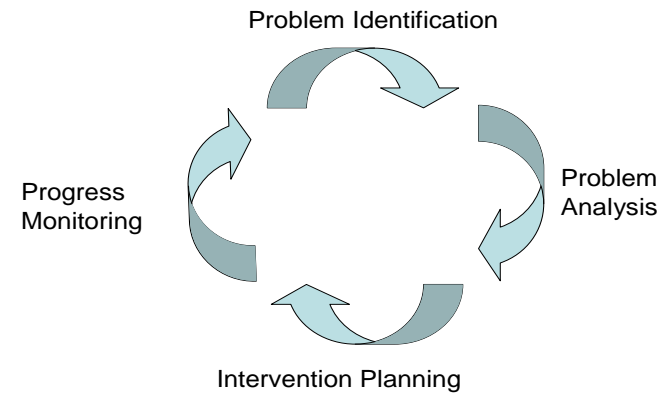 Problem Identification
Problem
Analysis
Intervention Planning
Progress
Monitoring